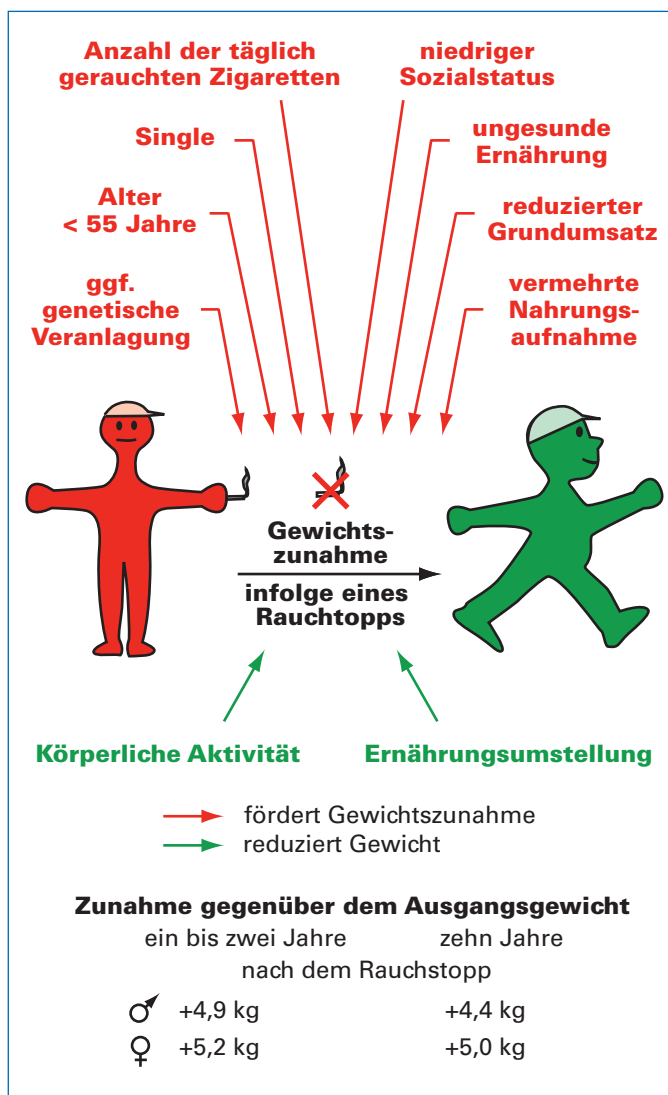 Anzahl der täglich
gerauchten Zigaretten
niedriger
Sozialstatus
Single
ungesunde
Ernährung
Alter
< 55 Jahre
reduzierter
Grundumsatz
ggf.
genetische
Veranlagung
vermehrte
Nahrungs-
aufnahme
Gewichts-
zunahme
infolge eines
Rauchtopps
Körperliche Aktivität
Ernährungsumstellung
fördert Gewichtszunahme
reduziert Gewicht
Zunahme gegenüber dem Ausgangsgewicht
ein bis zwei Jahre zehn Jahre
nach dem Rauchstopp
♂ +4,9 kg +4,4 kg
♀ +5,2 kg +5,0 kg